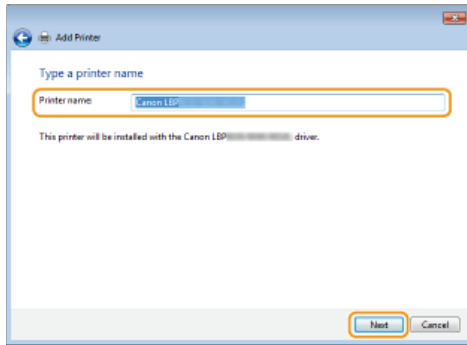 Add Printer
Type a printer name
Printer name:
Canon LBP
This printer will be installed with the Canon LBP driver.
Next
Cancel